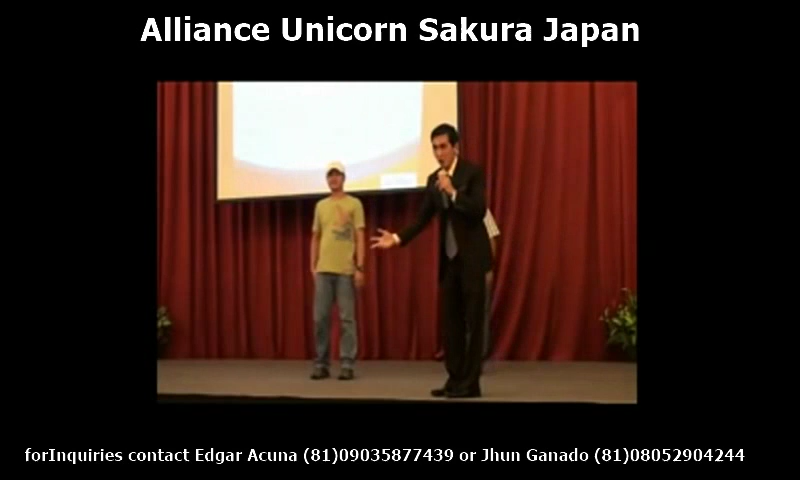 Alliance Unicorn Sakura Japan
forInquiries contact Edgar Acuna (81)09035877439 or Jhun Ganado (81)08052904244